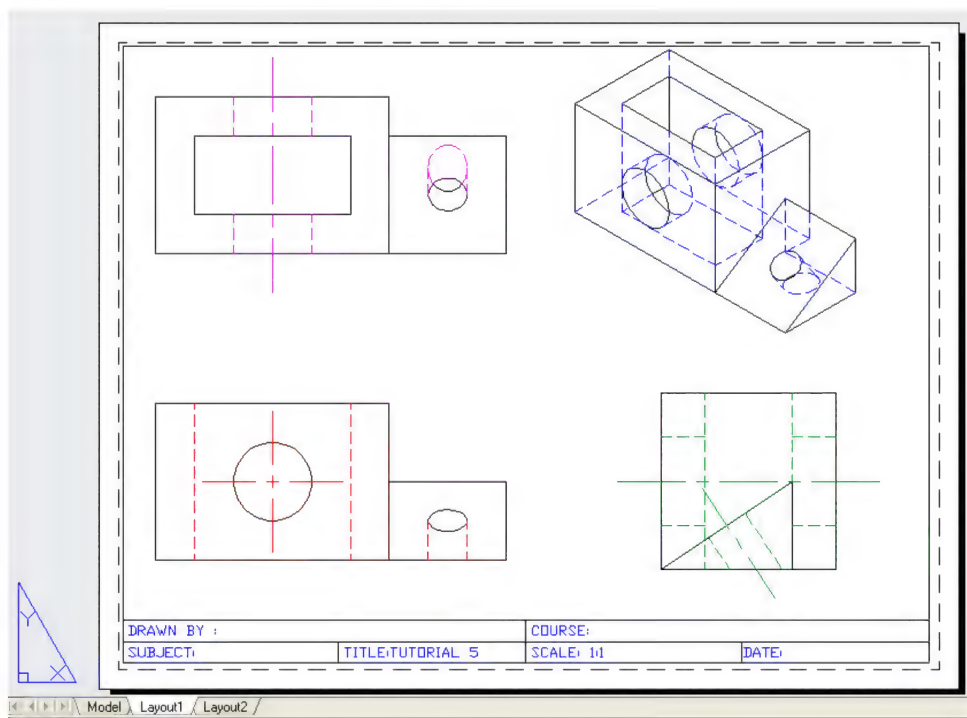 DRAWN BY :
COURSE:
SUBJECT:
TITLE:TUTORIAL 5
SCALE: 1:1
DATE:
Y
X
Model
Layout1
Layout2